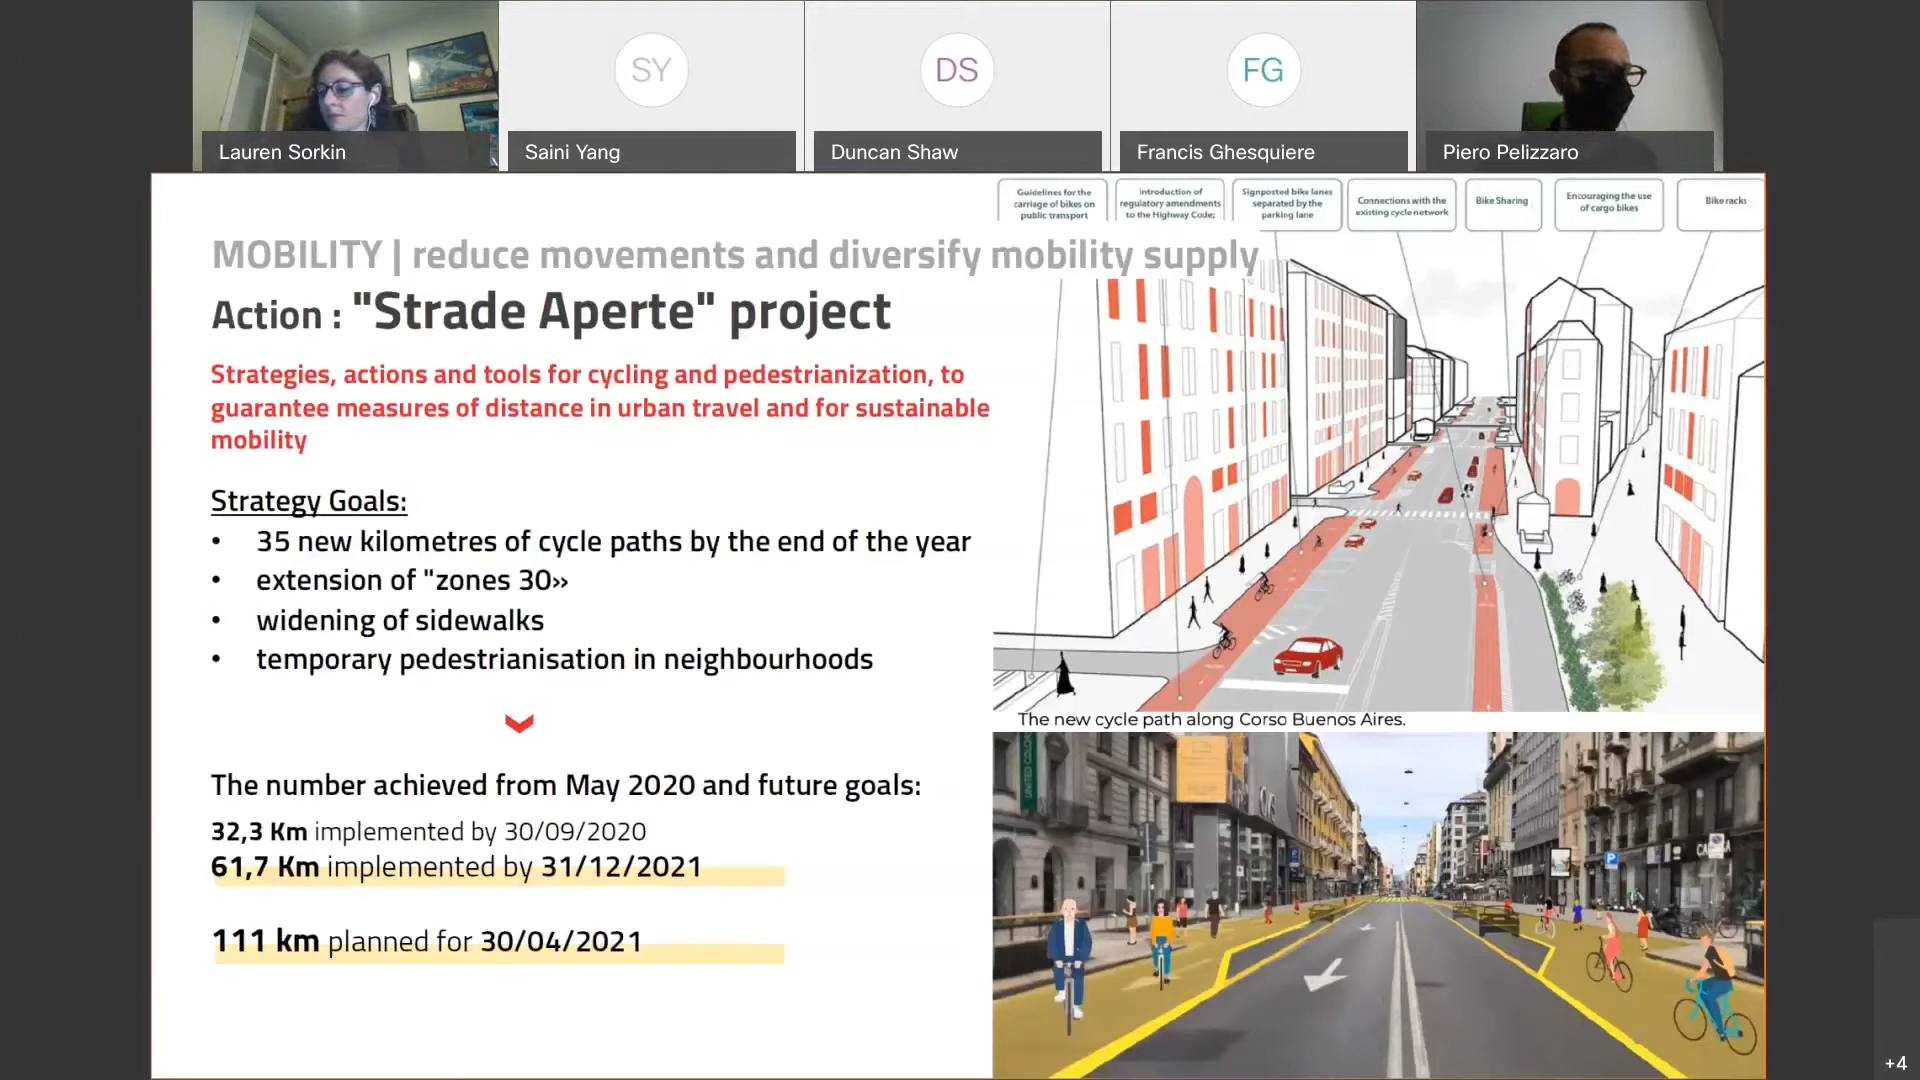 SY
DS
FG
Lauren Sorkin
Saini Yang
Duncan Shaw
Francis Ghesquiere
Piero Pelizzaro
Guidelines for the
carriage of bikes on
public transport
Introduction of
regulatory amendments
to the Highway Code;
Signposted bike lanes
separated by the
parking lane
Connections with the
existing cycle network
Bike Sharing
Encouraging the use
of cargo bikes
Bike racks
MOBILITY | reduce movements and diversify mobility supply
Action : "Strade Aperte" project
Strategies, actions and tools for cycling and pedestrianization, to
guarantee measures of distance in urban travel and for sustainable
mobility
Strategy Goals:
• 35 new kilometres of cycle paths by the end of the year
• extension of "zones 30»
• widening of sidewalks
• temporary pedestrianisation in neighbourhoods
The number achieved from May 2020 and future goals:
32,3 Km implemented by 30/09/2020
61,7 Km implemented by 31/12/2021
111 km planned for 30/04/2021
The new cycle path along Corso Buenos Aires.
UNITED COLOR
P
+4